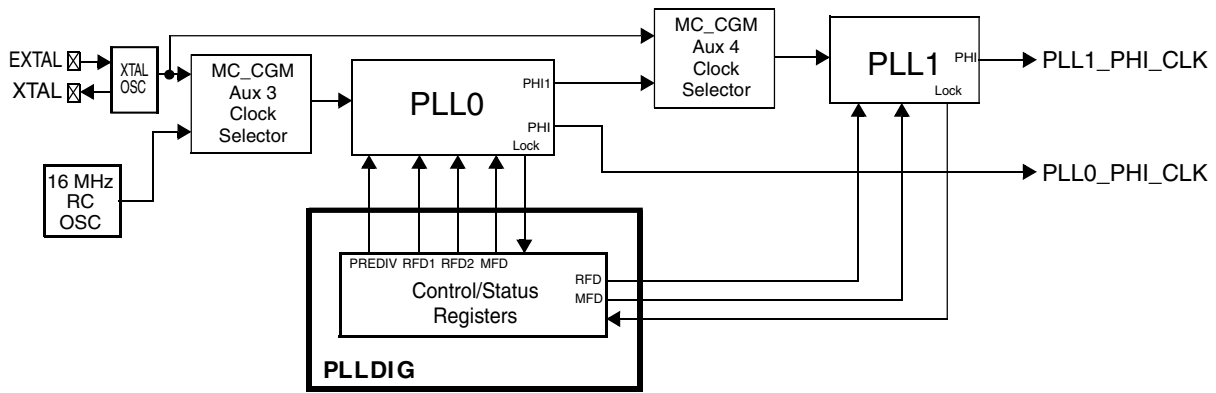 EXTAL
XTAL
XTAL
OSC
MC_CGM
Aux 3
Clock
Selector
16 MHz
RC
OSC
PLL0
PHI1
PHI
Lock
MC_CGM
Aux 4
Clock
Selector
PLL1
PHI
Lock
PLL1_PHI_CLK
PLL0_PHI_CLK
PREDIV RFD1 RFD2 MFD
RFD
MFD
Control/Status
Registers
PLLDIG